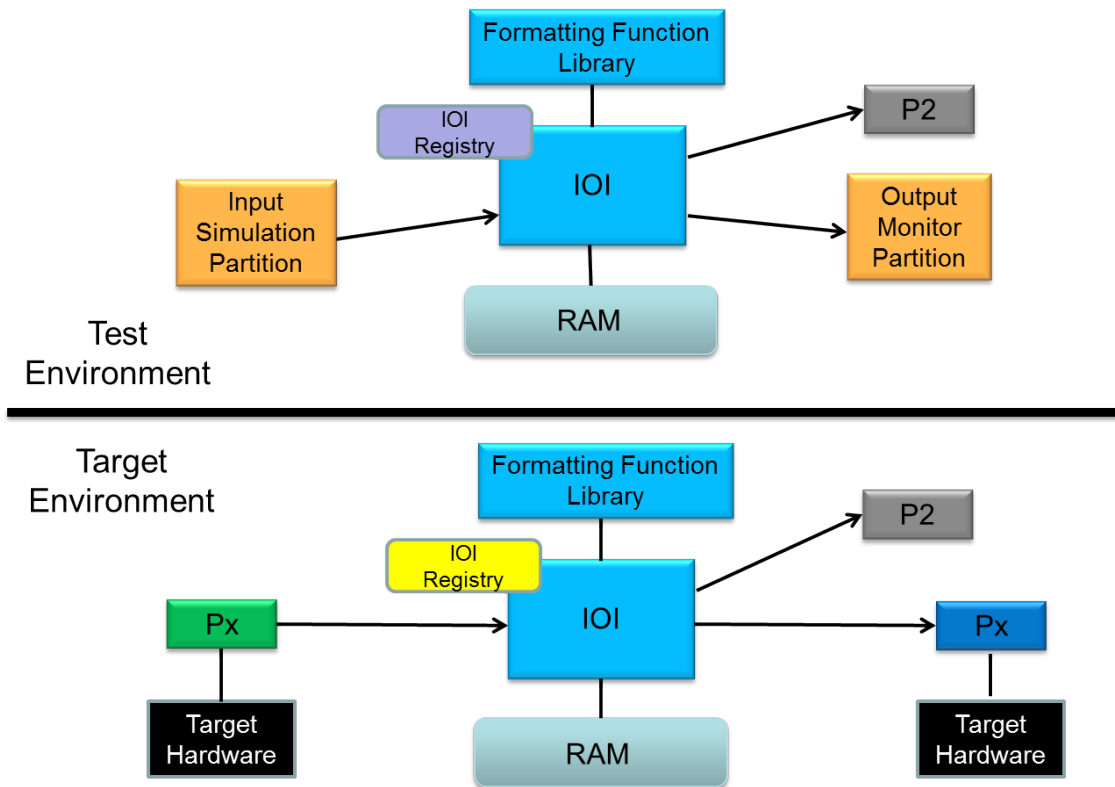 Formatting Function
Library
IOI
Registry
P2
IOI
Input
Simulation
Partition
Output
Monitor
Partition
RAM
Test
Environment
Target
Environment
Formatting Function
Library
P2
IOI
Registry
IOI
Px
Px
Target
Hardware
RAM
Target
Hardware